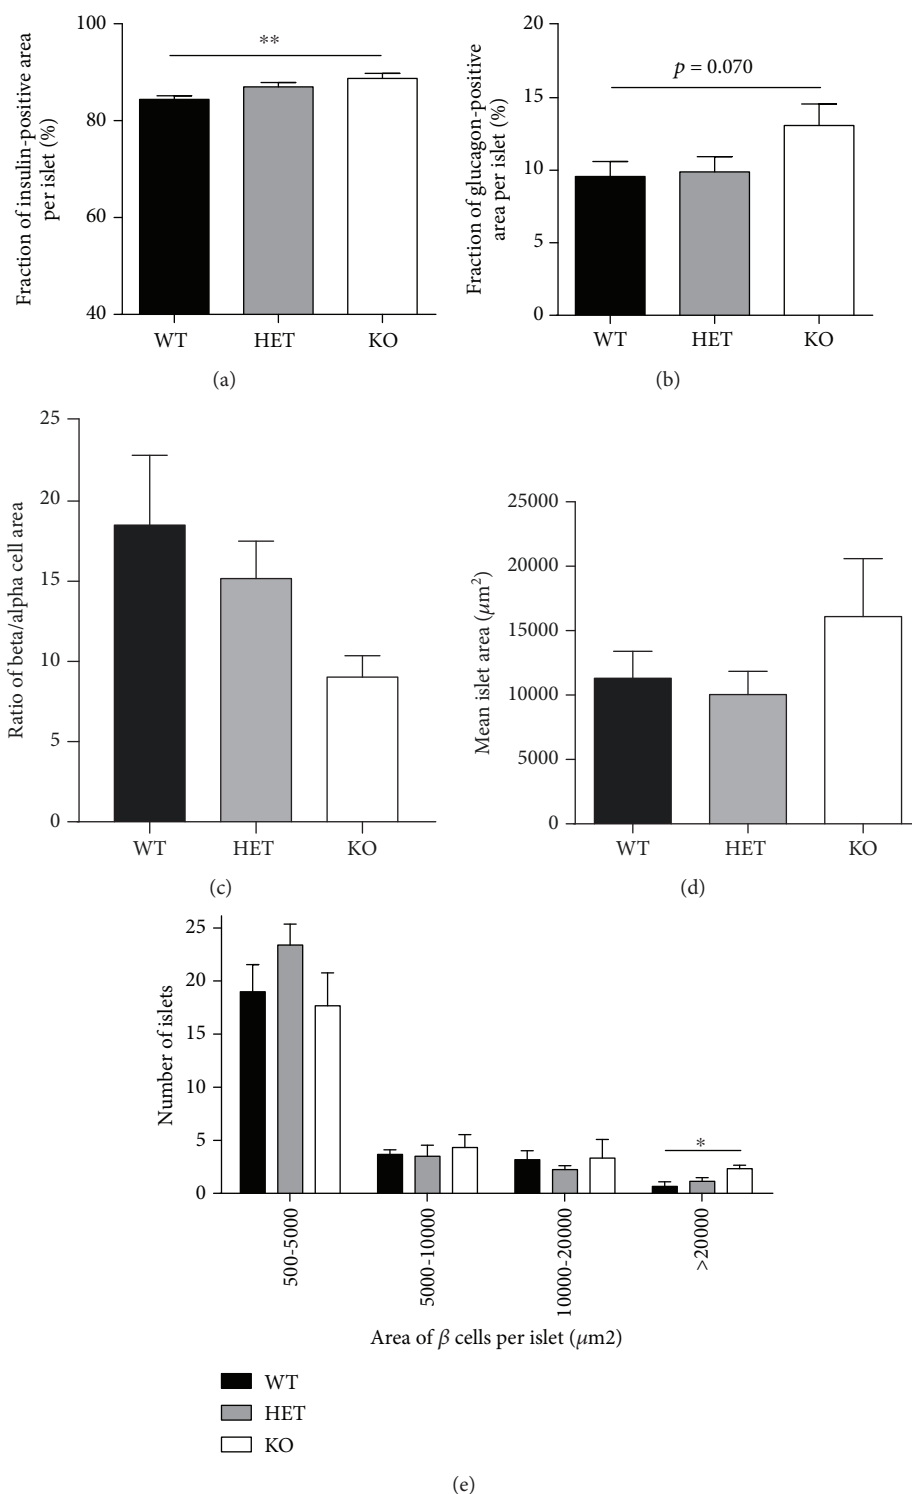 Fraction of insulin-positive area
per islet (%)
100
80
60
40
**
WT HET KO
(a)
Fraction of glucagon-positive
area per islet (%)
20
15
10
5
0
p = 0.070
WT HET KO
(b)
Ratio of beta/alpha cell area
25
20
15
10
5
0
WT HET KO
(c)
Mean islet area (μm²)
25000
20000
15000
10000
5000
0
WT HET KO
(d)
Number of islets
25
20
15
10
5
0
*
500-5000
5000-10000
10000-20000
>20000
Area of β cells per islet (μm2)
WT
HET
KO
(e)